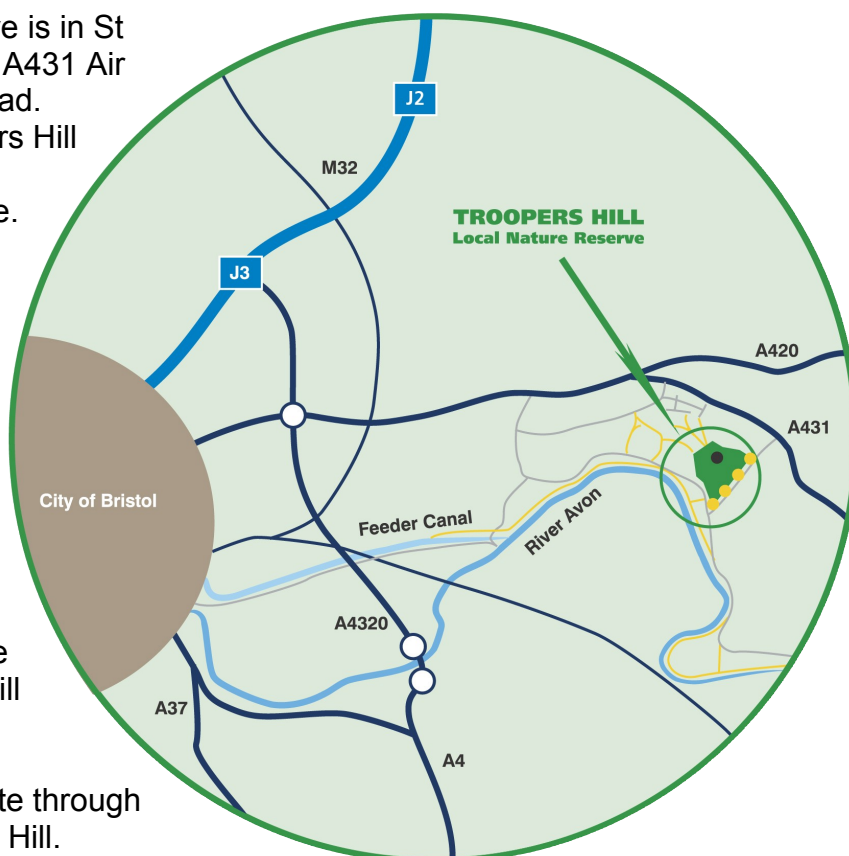 ve is in St
A431 Air
ad.
rs Hill
e.
e
ill
te through
Hill.
J2
M32
TROOPERS HILL
Local Nature Reserve
J3
A420
A431
City of Bristol
Feeder Canal
River Avon
A4320
A37
A4